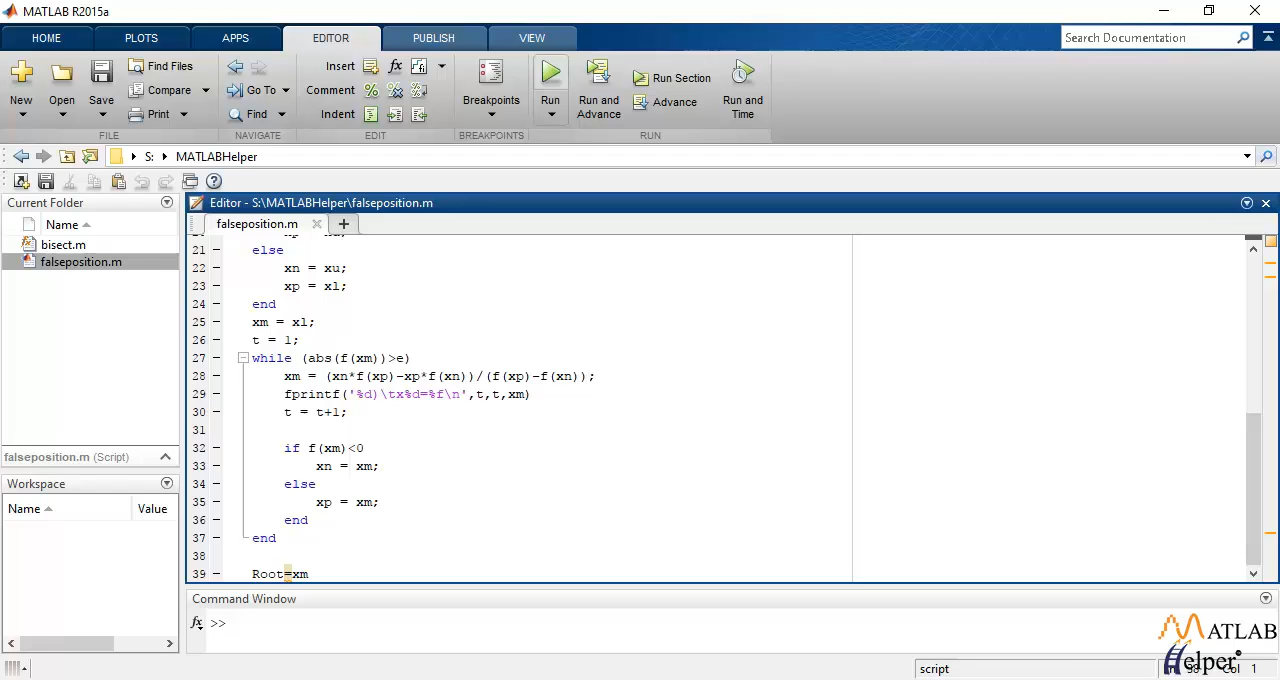 MATLAB R2015a
HOME PLOTS APPS EDITOR PUBLISH VIEW Search Documentation
New Open Save Find Files Compare Print Go To Find Insert Comment Indent Breakpoints Run Run and Advance Run Section Advance Run and Time
FILE NAVIGATE EDIT BREAKPOINTS RUN
S: MATLABHelper
Current Folder
Name
bisect.m
falseposition.m
falseposition.m (Script)
Workspace
Name Value
Editor - S:\MATLABHelper\falseposition.m
falseposition.m
21 else
22 xn = xu;
23 xp = xl;
24 end
25 xm = xl;
26 t = 1;
27 while (abs(f(xm))>e)
28 xm = (xn*f(xp)-xp*f(xn))/(f(xp)-f(xn));
29 fprintf('%d)\tx%d=%f\n',t,t,xm)
30 t = t+1;
31
32 if f(xm)<0
33 xn = xm;
34 else
35 xp = xm;
36 end
37 end
38
39 Root=xm
Command Window
fx >>
script
38 Col 1
MATLAB
Helper